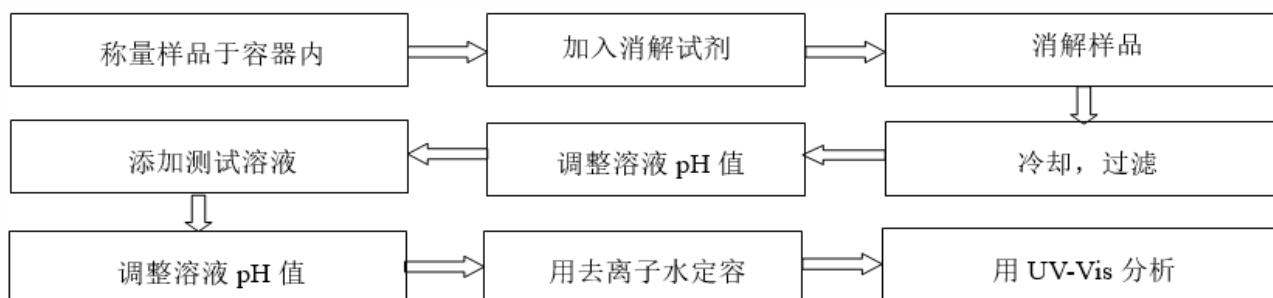 称量样品于容器内
加入消解试剂
消解样品
冷却，过滤
调整溶液 pH 值
添加测试溶液
调整溶液 pH 值
用去离子水定容
用 UV-Vis 分析